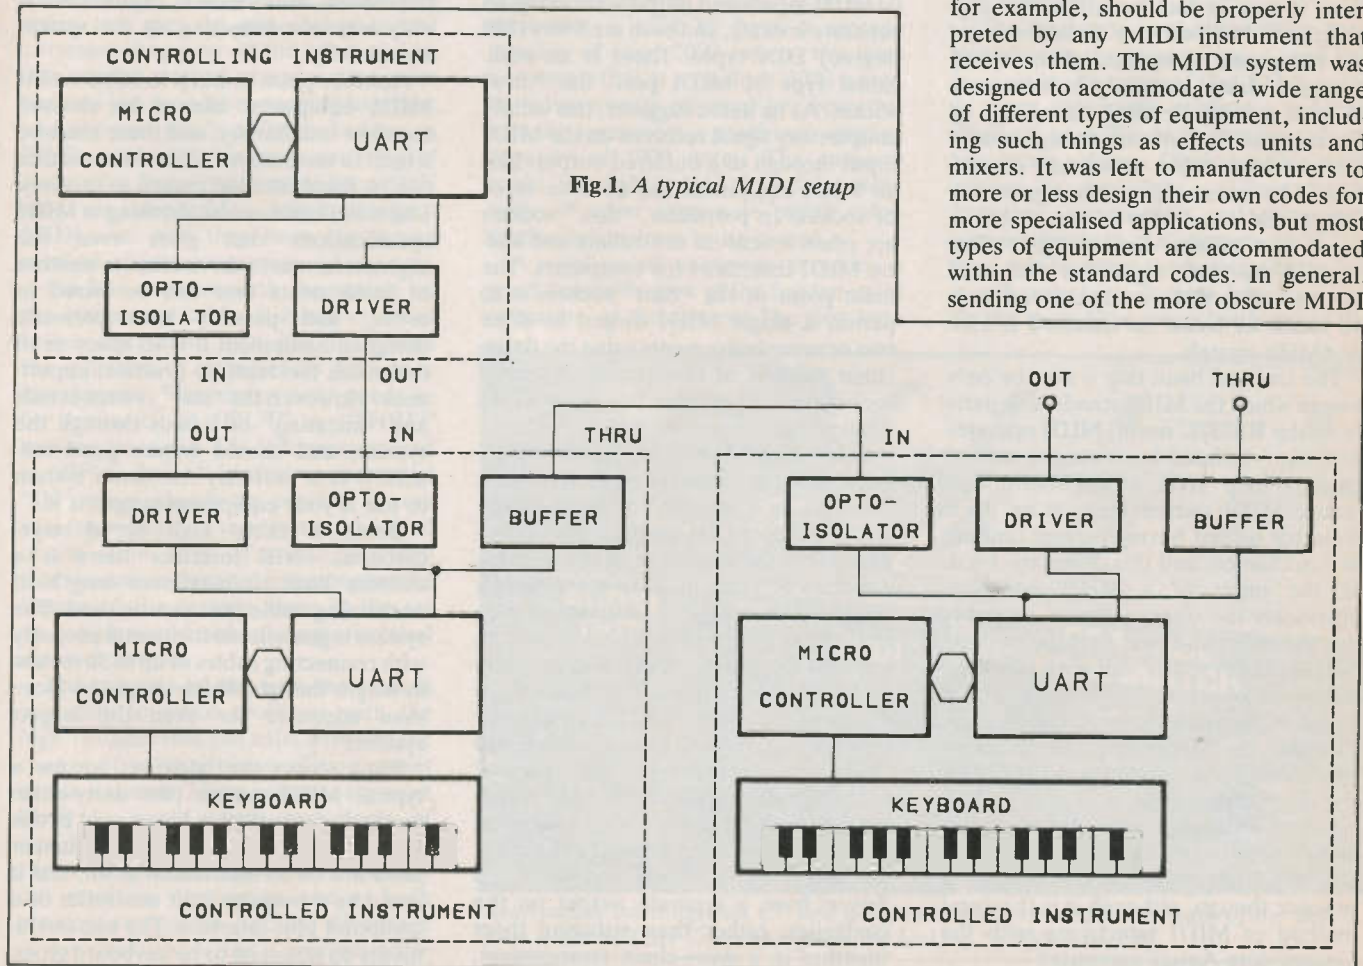 for example, should be properly inter
preted by any MIDI instrument that
receives them. The MIDI system was
designed to accommodate a wide range
of different types of equipment, includ
ing such things as effects units and
mixers. It was left to manufacturers to
more or less design their own codes for
more specialised applications, but most
types of equipment are accommodated
within the standard codes. In general,
sending one of the more obscure MIDI
CONTROLLING INSTRUMENT
MICRO
CONTROLLER
UART
Fig.1. A typical MIDI setup
OPTO-
ISOLATOR
DRIVER
IN
OUT
OUT
IN
THRU
DRIVER
OPTO-
ISOLATOR
BUFFER
MICRO
CONTROLLER
UART
KEYBOARD
CONTROLLED INSTRUMENT
IN
OUT
THRU
OPTO-
ISOLATOR
DRIVER
BUFFER
MICRO
CONTROLLER
UART
KEYBOARD
CONTROLLED INSTRUMENT